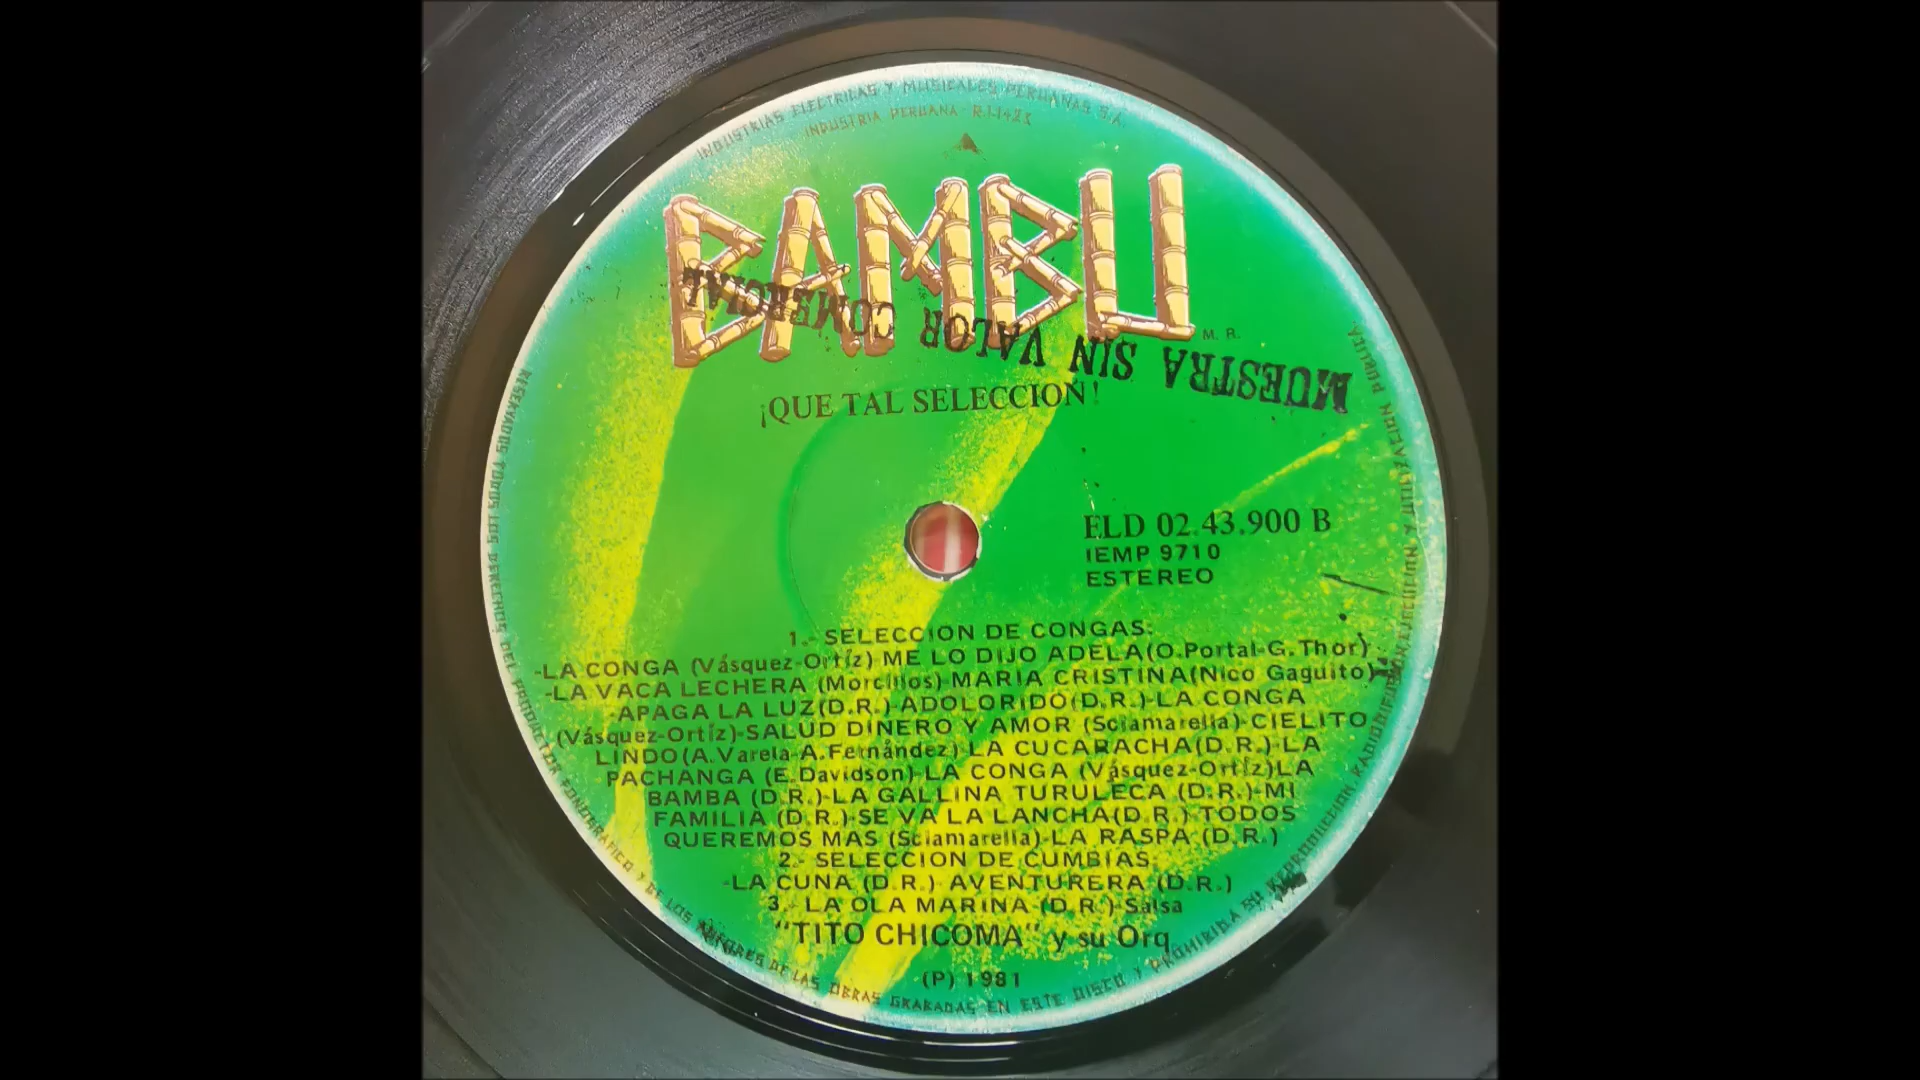 INDUSTRIAS ELECTRICAS Y MUSICALES PERUANAS S.A.
INDUSTRIA PERUANA - R.I.1423
BAMBU
M. R.
MUESTRA SIN VALOR COMERCIAL
¡QUE TAL SELECCION!
ELD 02.43.900 B
IEMP 9710
ESTEREO
1.- SELECCION DE CONGAS:
-LA CONGA (Vásquez-Ortíz)-ME LO DIJO ADELA(O.Portal-G.Thor)
-LA VACA LECHERA (Morcillos)-MARIA CRISTINA(Nico Gaguito)
-APAGA LA LUZ(D.R.)-ADOLORIDO(D.R.)-LA CONGA
(Vásquez-Ortíz)-SALUD DINERO Y AMOR (Sciamarella)-CIELITO
LINDO(A.Varela-A.Fernández)-LA CUCARACHA(D.R.)-LA
PACHANGA (E.Davidson)-LA CONGA (Vásquez-Ortíz)LA
BAMBA (D.R.)-LA GALLINA TURULECA (D.R.)-MI
FAMILIA (D.R.)-SE VA LA LANCHA(D.R.)-TODOS
QUEREMOS MAS (Sciamarella)-LA RASPA (D.R.)
2.- SELECCION DE CUMBIAS:
-LA CUNA (D.R.)-AVENTURERA (D.R.)
3.- LA OLA MARINA-(D.R.)-Salsa
"TITO CHICOMA" y su Orq
(P) 1981
RESERVADOS TODOS LOS DERECHOS DEL PRODUCTOR FONOGRAFICO Y DE LOS AUTORES DE LAS OBRAS GRABADAS EN ESTE DISCO Y PROHIBIDA SU REPRODUCCION, RADIODIFUSION, EJECUCION Y UTILIZACION PUBLICA.